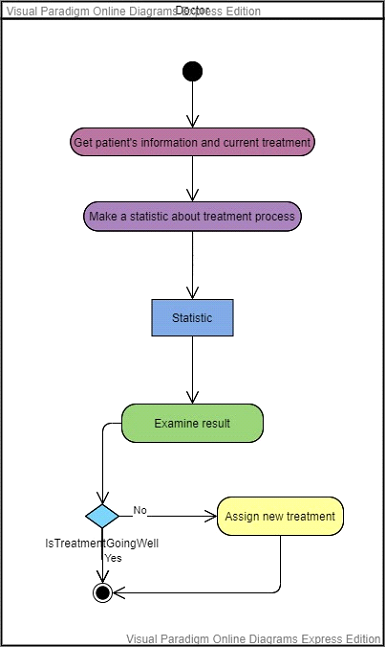 Visual Paradigm Online Diagrams Express Edition
Doctor
Get patient's information and current treatment
Make a statistic about treatment process
Statistic
Examine result
No
Assign new treatment
IsTreatmentGoingWell
Yes
Visual Paradigm Online Diagrams Express Edition